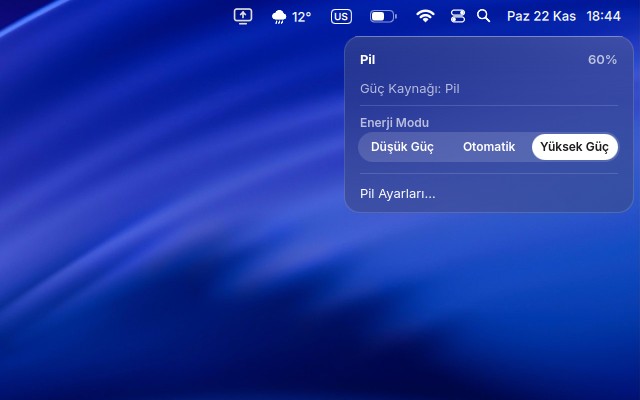 12° US Paz 22 Kas 18:44
Pil 60%
Güç Kaynağı: Pil
Enerji Modu
Düşük Güç Otomatik Yüksek Güç
Pil Ayarları...